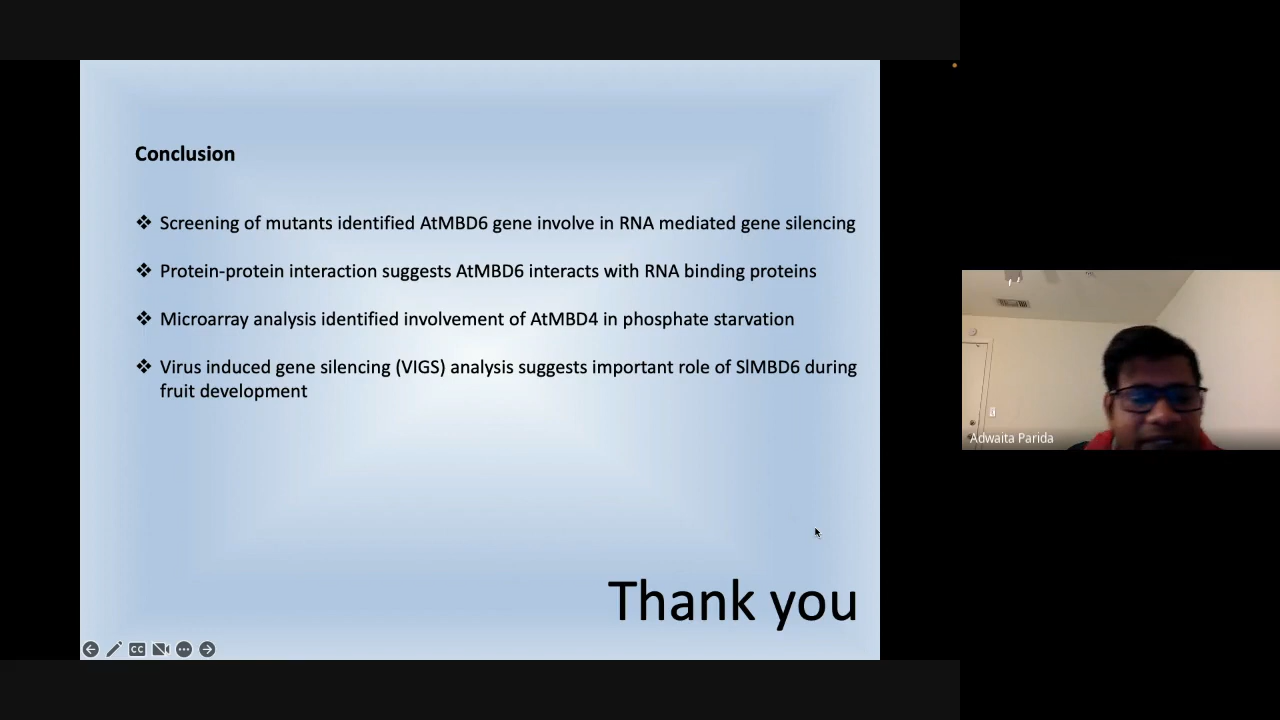 Conclusion
❖ Screening of mutants identified AtMBD6 gene involve in RNA mediated gene silencing
❖ Protein-protein interaction suggests AtMBD6 interacts with RNA binding proteins
❖ Microarray analysis identified involvement of AtMBD4 in phosphate starvation
❖ Virus induced gene silencing (VIGS) analysis suggests important role of SlMBD6 during
fruit development
Thank you
CC
Adwaita Parida